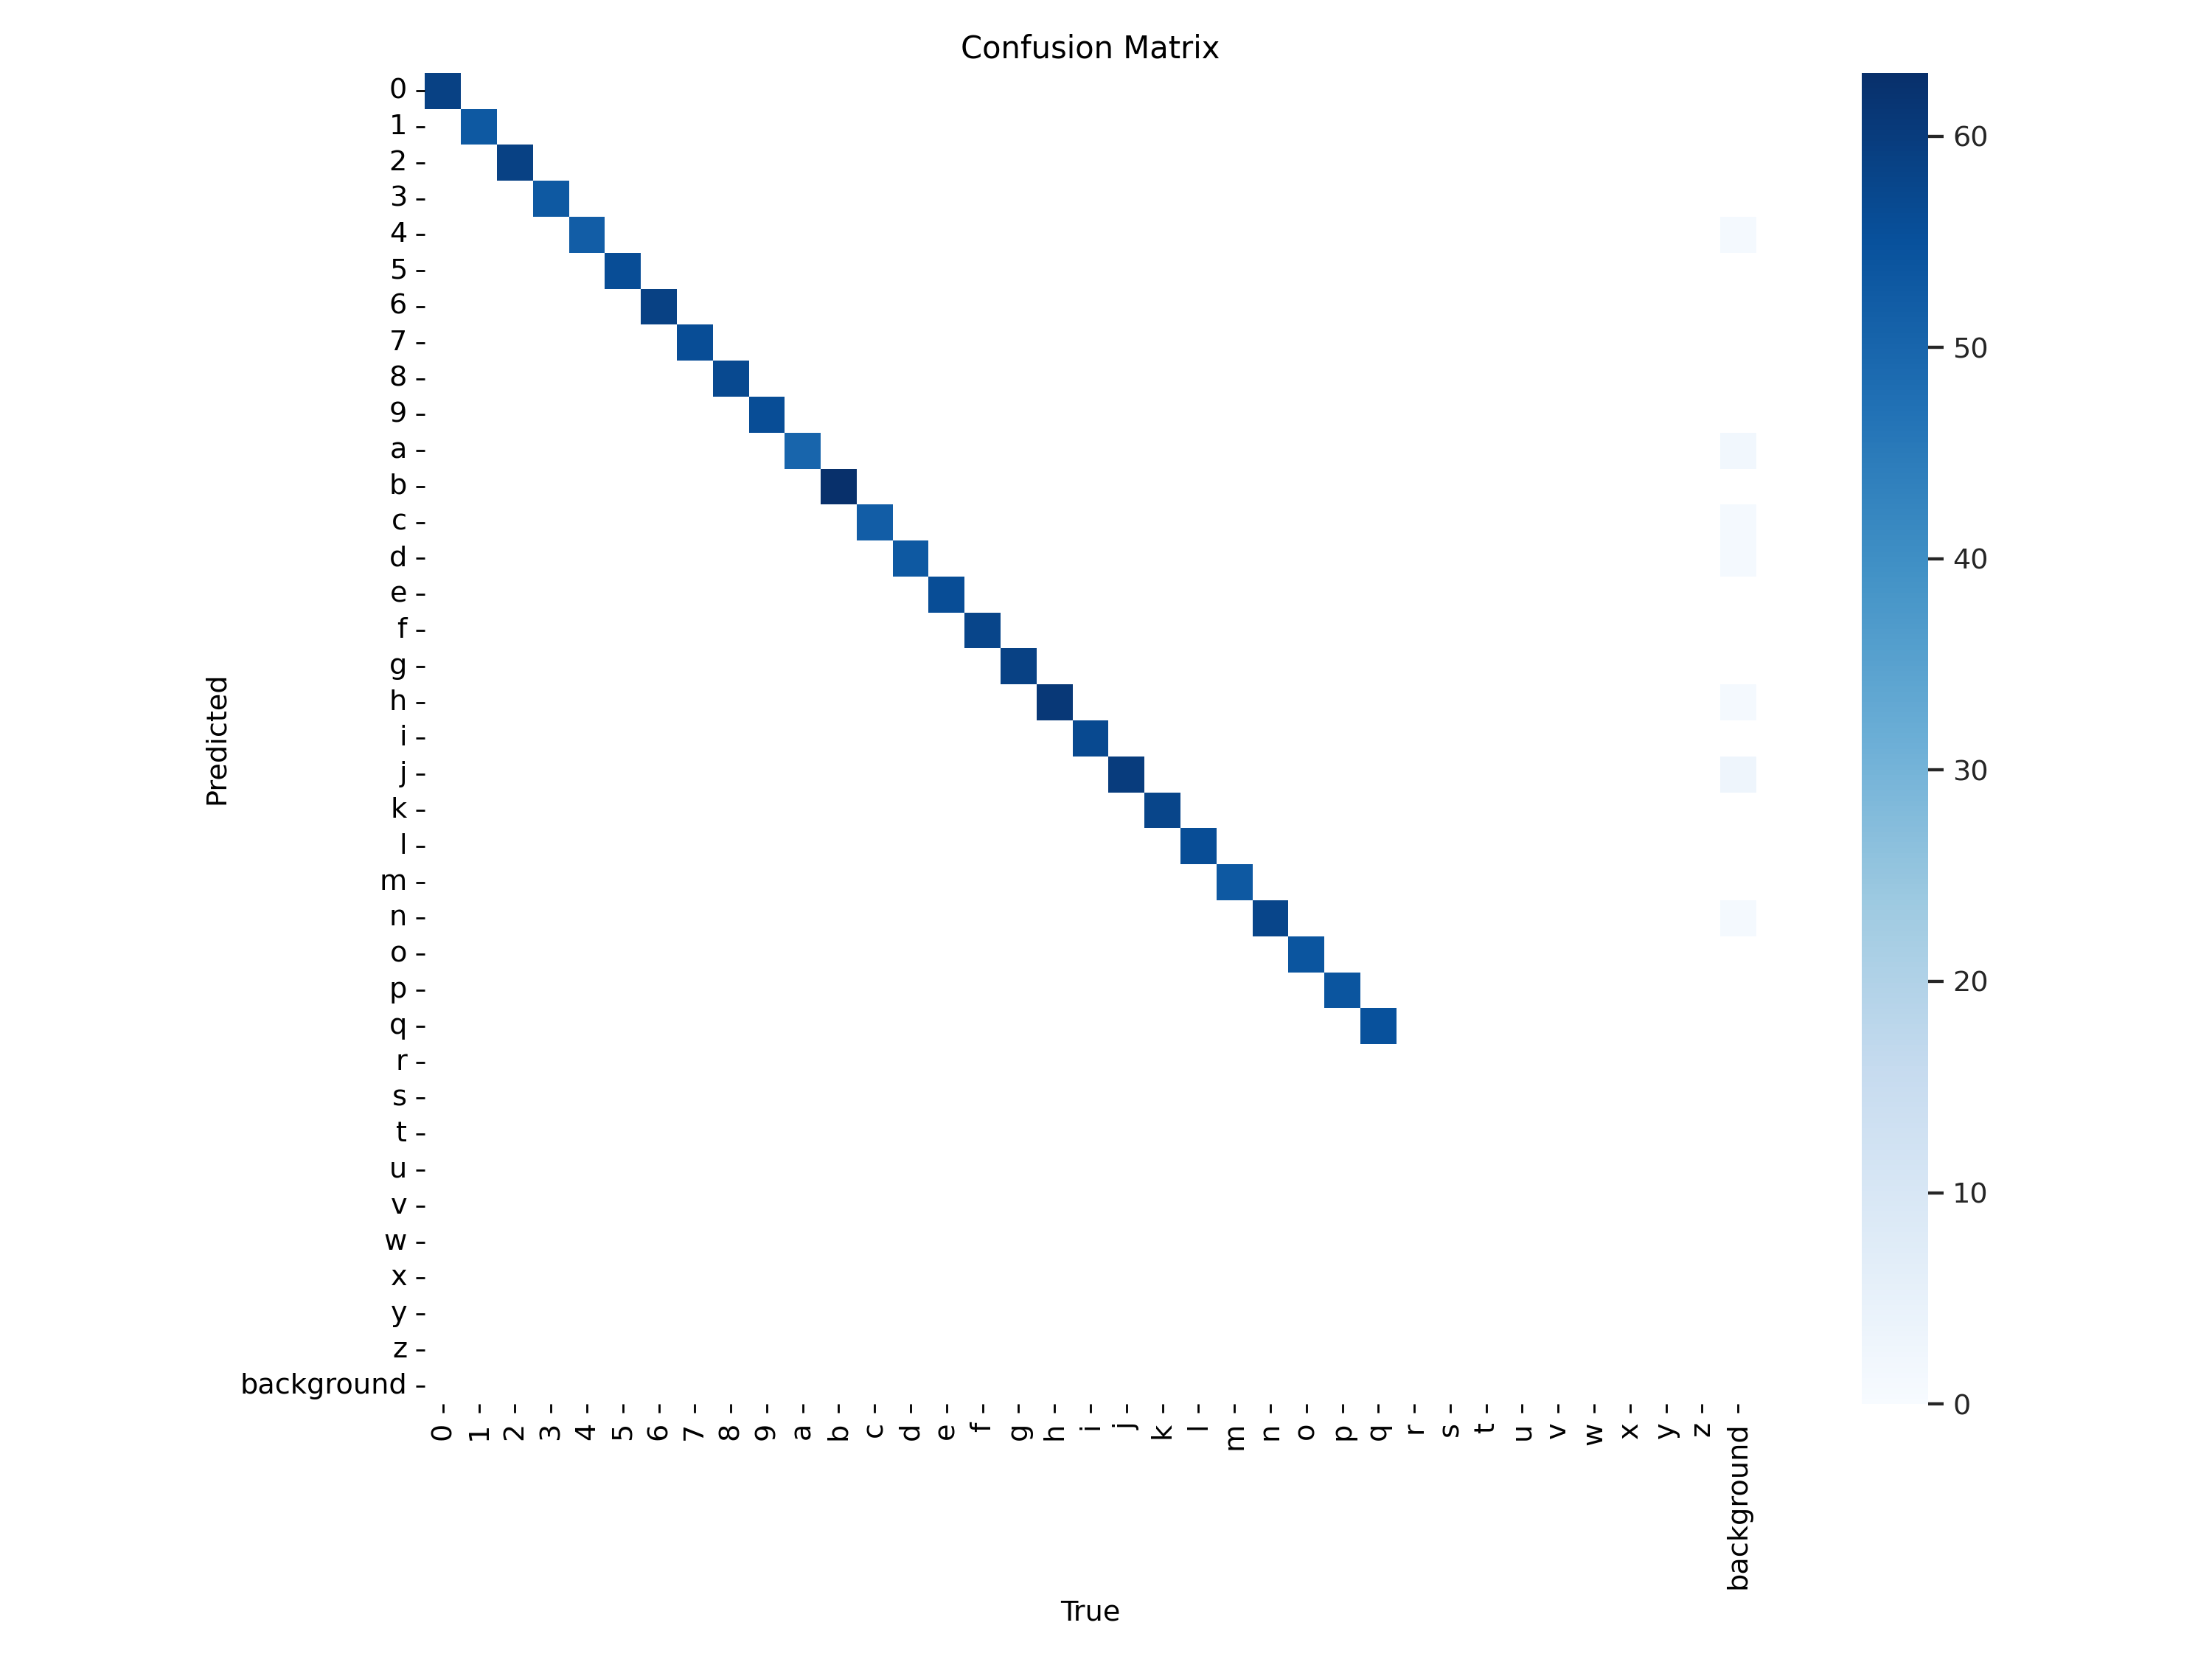 Confusion Matrix
0
1
2
3
4
5
6
7
8
9
a
b
c
d
e
f
g
h
i
j
k
l
m
n
o
p
q
r
s
t
u
v
w
x
y
z
background
Predicted
0 1 2 3 4 5 6 7 8 9 a b c d e f g h i j k l m n o p q r s t u v w x y z background
True
60
50
40
30
20
10
0